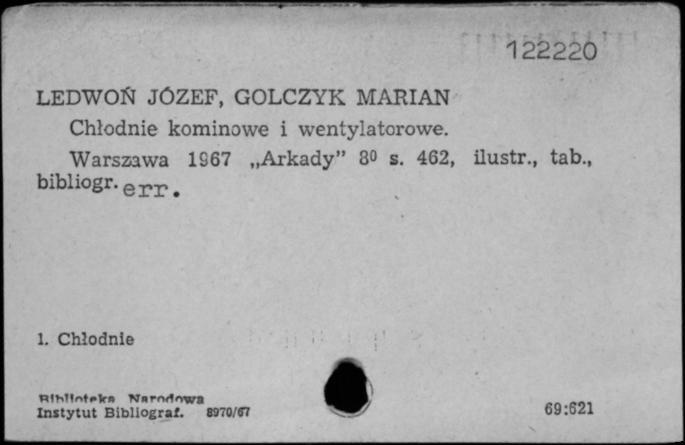 122220
LEDWOŃ JÓZEF, GOLCZYK MARIAN
Chłodnie kominowe i wentylatorowe.
Warszawa 1967 „Arkady” 8⁰ s. 462, ilustr., tab.,
bibliogr. err.
1. Chłodnie
Biblioteka Narodowa
Instytut Bibliograf. 8970/67
69:621